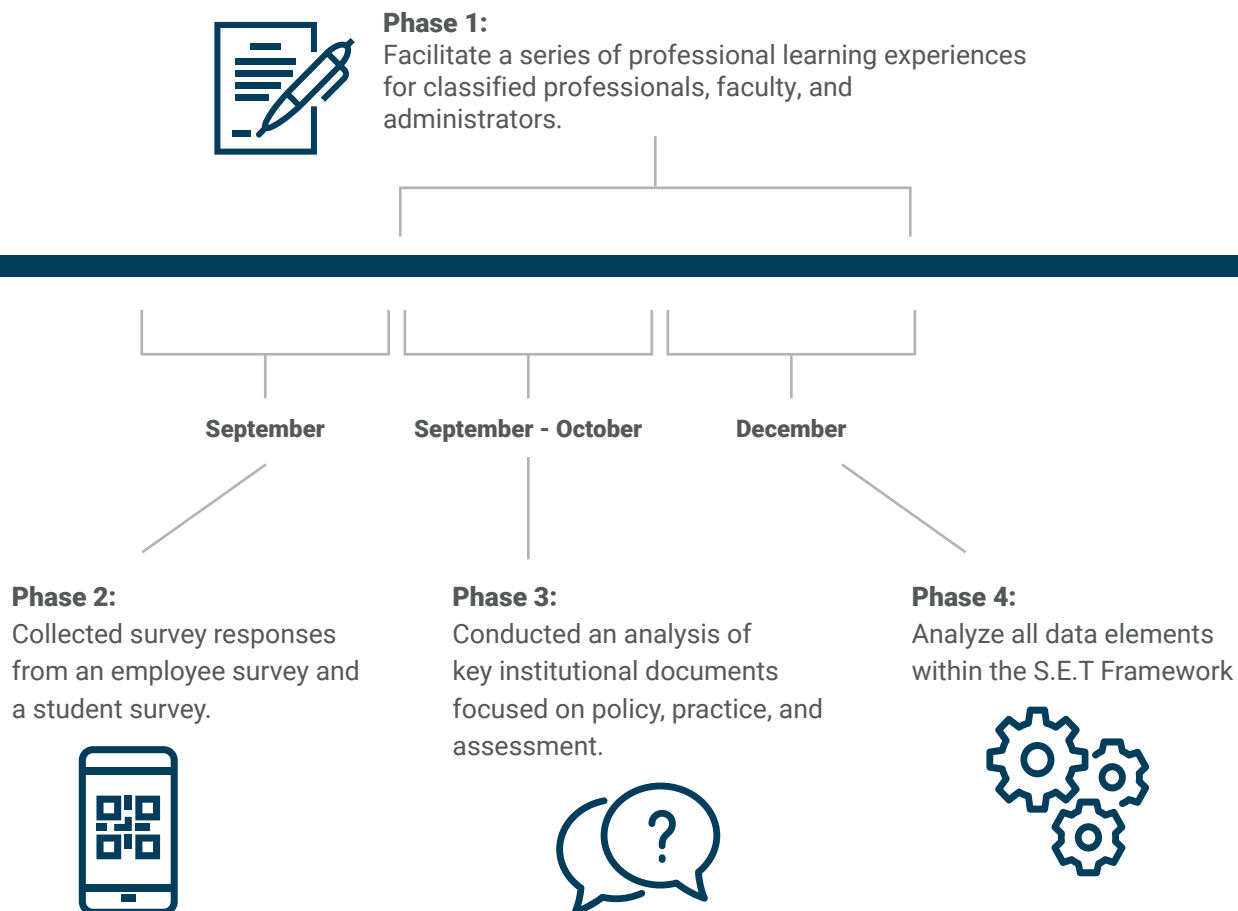 Phase 1:
Facilitate a series of professional learning experiences
for classified professionals, faculty, and
administrators.
September
September - October
December
Phase 2:
Collected survey responses
from an employee survey and
a student survey.
Phase 3:
Conducted an analysis of
key institutional documents
focused on policy, practice, and
assessment.
?
Phase 4:
Analyze all data elements
within the S.E.T Framework